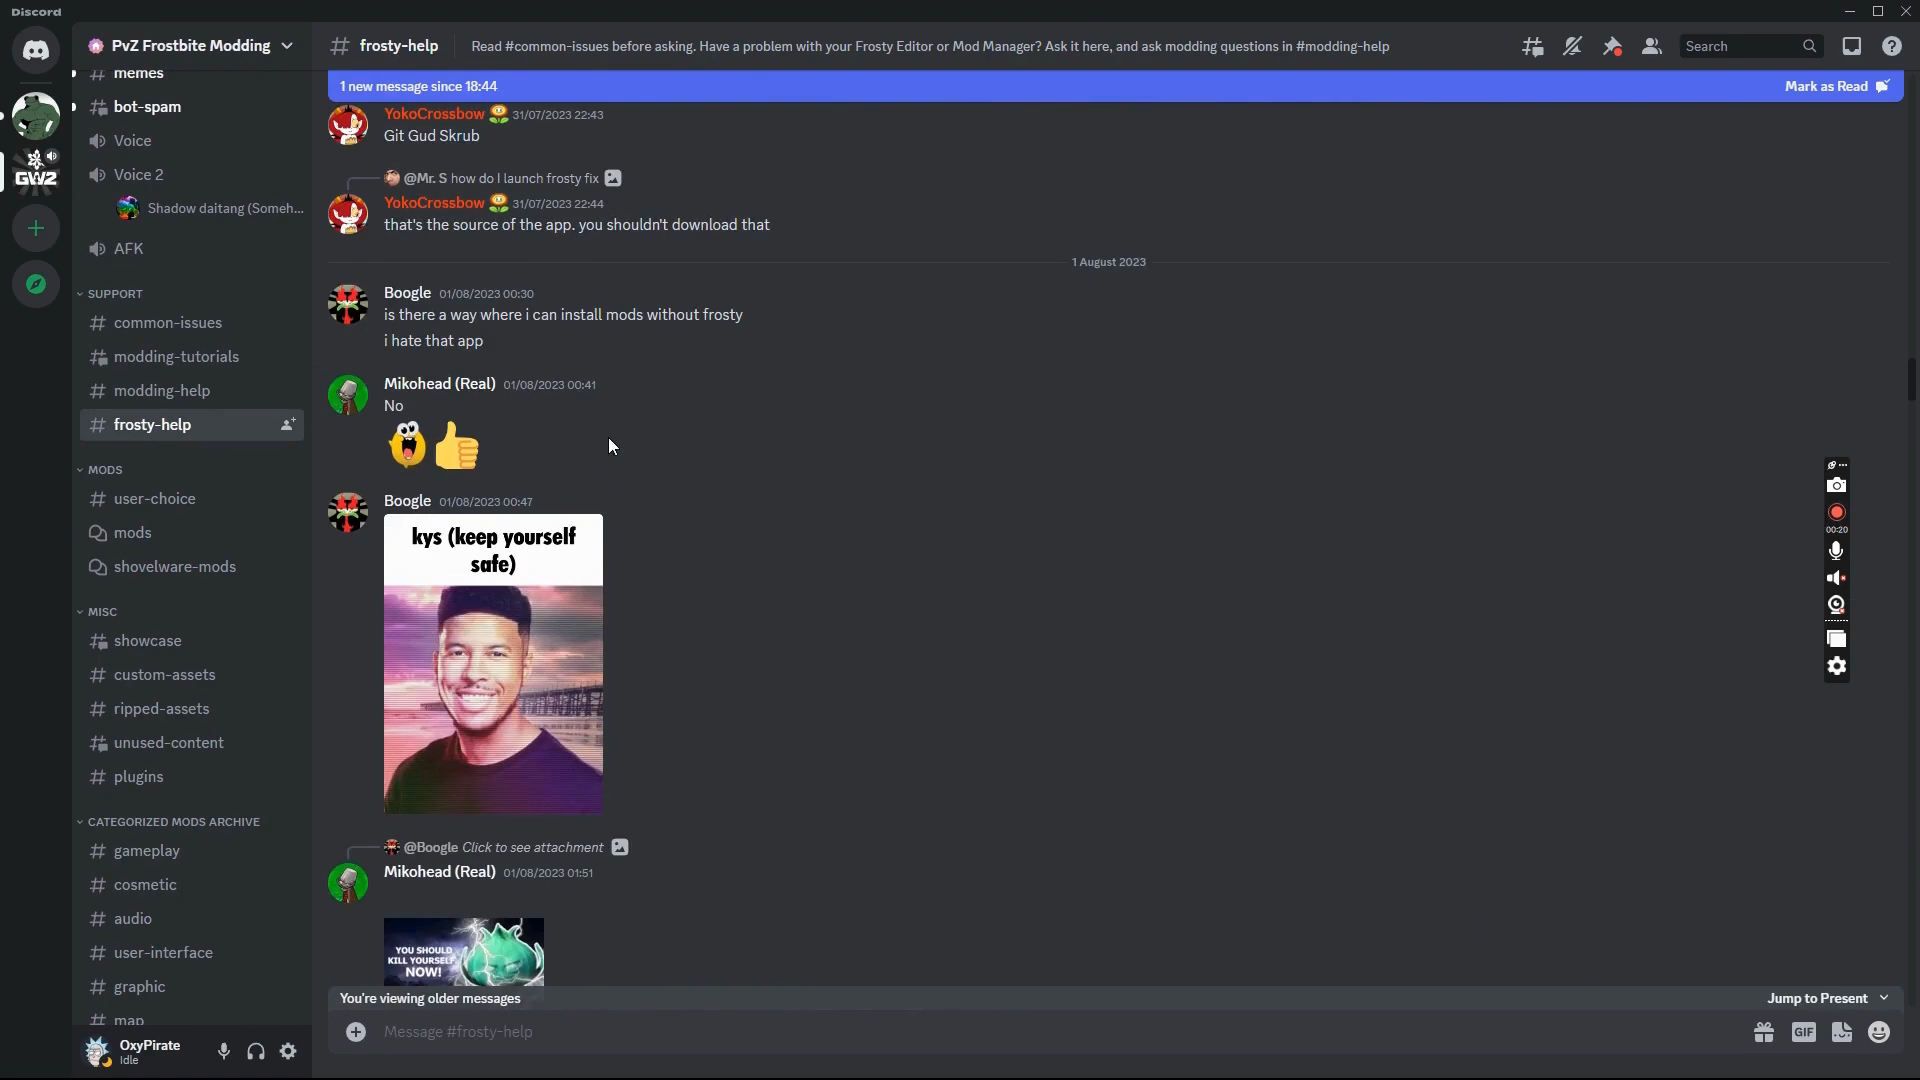 Discord
PvZ Frostbite Modding
frosty-help
Read #common-issues before asking. Have a problem with your Frosty Editor or Mod Manager? Ask it here, and ask modding questions in #modding-help
Search
1 new message since 18:44
Mark as Read
memes
bot-spam
Voice
Voice 2
Shadow daitang (Someh...
AFK
GW2
SUPPORT
common-issues
modding-tutorials
modding-help
frosty-help
MODS
user-choice
mods
shovelware-mods
MISC
showcase
custom-assets
ripped-assets
unused-content
plugins
CATEGORIZED MODS ARCHIVE
gameplay
cosmetic
audio
user-interface
graphic
map
OxyPirate
Idle
YokoCrossbow 31/07/2023 22:43
Git Gud Skrub
@Mr. S how do I launch frosty fix
YokoCrossbow 31/07/2023 22:44
that's the source of the app. you shouldn't download that
1 August 2023
Boogle 01/08/2023 00:30
is there a way where i can install mods without frosty
i hate that app
Mikohead (Real) 01/08/2023 00:41
No
Boogle 01/08/2023 00:47
kys (keep yourself
safe)
@Boogle Click to see attachment
Mikohead (Real) 01/08/2023 01:51
YOU SHOULD
KILL YOURSELF
NOW!
You're viewing older messages
Jump to Present
Message #frosty-help
GIF
00:20